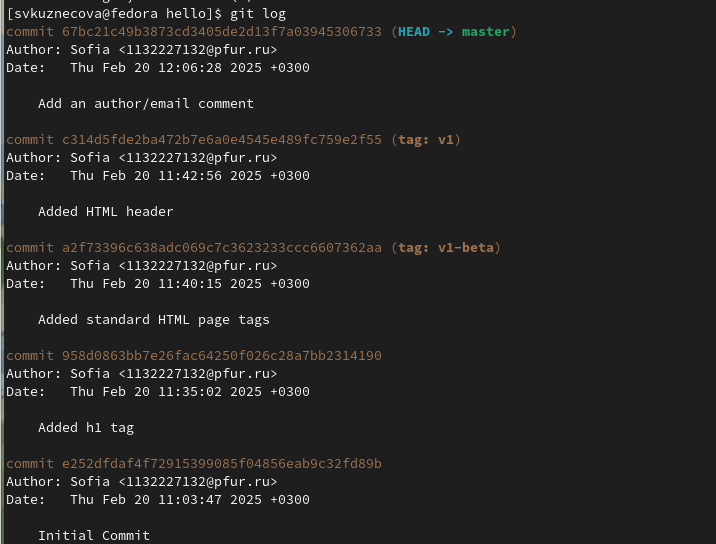 [svkuznecova@fedora hello]$ git log
commit 67bc21c49b3873cd3405de2d13f7a03945306733 (HEAD -> master)
Author: Sofia <1132227132@pfur.ru>
Date:   Thu Feb 20 12:06:28 2025 +0300
    Add an author/email comment
commit c314d5fde2ba472b7e6a0e4545e489fc759e2f55 (tag: v1)
Author: Sofia <1132227132@pfur.ru>
Date:   Thu Feb 20 11:42:56 2025 +0300
    Added HTML header
commit a2f73396c638adc069c7c3623233ccc6607362aa (tag: v1-beta)
Author: Sofia <1132227132@pfur.ru>
Date:   Thu Feb 20 11:40:15 2025 +0300
    Added standard HTML page tags
commit 958d0863bb7e26fac64250f026c28a7bb2314190
Author: Sofia <1132227132@pfur.ru>
Date:   Thu Feb 20 11:35:02 2025 +0300
    Added h1 tag
commit e252dfdaf4f72915399085f04856eab9c32fd89b
Author: Sofia <1132227132@pfur.ru>
Date:   Thu Feb 20 11:03:47 2025 +0300
    Initial Commit